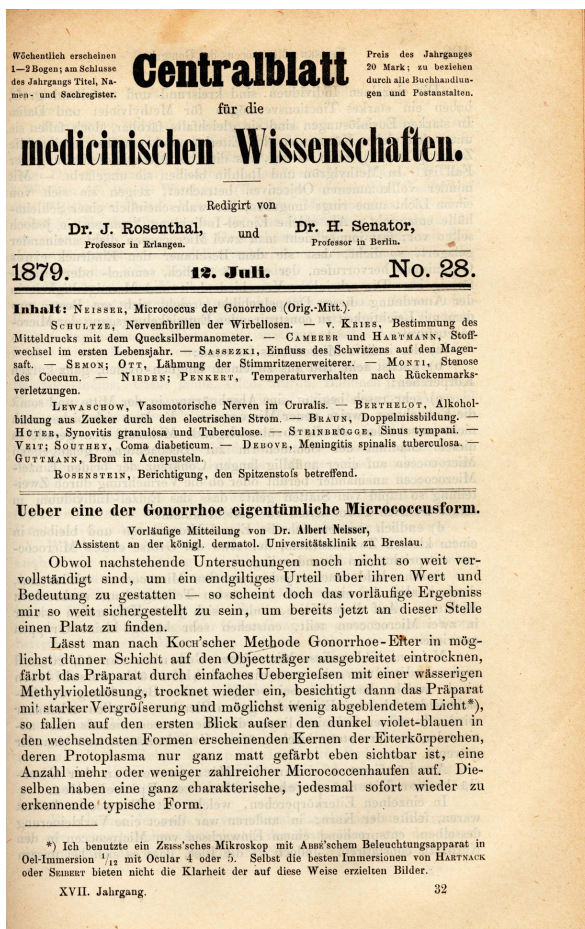 Wöchentlich erscheinen
1—2 Bogen; am Schlusse
des Jahrgangs Titel, Na-
men- und Sachregister.
Centralblatt
Preis des Jahrganges
20 Mark; zu beziehen
durch alle Buchhandlun-
gen und Postanstalten.
für die
medicinischen Wissenschaften.
Redigirt von
Dr. J. Rosenthal,
Professor in Erlangen.
und
Dr. H. Senator,
Professor in Berlin.
1879. 12. Juli. No. 28.
Inhalt: Neisser, Micrococcus der Gonorrhoe (Orig.-Mitt.).
Schultze, Nervenfibrillen der Wirbellosen. — v. Kries, Bestimmung des
Mitteldrucks mit dem Quecksilbermanometer. — Camerer und Hartmann, Stoff-
wechsel im ersten Lebensjahr. — Sassezki, Einfluss des Schwitzens auf den Magen-
saft. — Semon; Ott, Lähmung der Stimmritzenerweiterer. — Monti, Stenose
des Coecum. — Nieden; Penkert, Temperaturverhalten nach Rückenmarks-
verletzungen.
Lewaschow, Vasomotorische Nerven im Cruralis. — Berthelot, Alkohol-
bildung aus Zucker durch den electrischen Strom. — Braun, Doppelmissbildung. —
Hüter, Synovitis granulosa und Tuberculose. — Steinbrügge, Sinus tympani. —
Veit; Southey, Coma diabeticum. — Debove, Meningitis spinalis tuberculosa. —
Guttmann, Brom in Acnepusteln.
Rosenstein, Berichtigung, den Spitzenstoſs betreffend.
Ueber eine der Gonorrhoe eigentümliche Micrococcusform.
Vorläufige Mitteilung von Dr. Albert Neisser,
Assistent an der königl. dermatol. Universitätsklinik zu Breslau.
Obwol nachstehende Untersuchungen noch nicht so weit ver-
vollständigt sind, um ein endgiltiges Urteil über ihren Wert und
Bedeutung zu gestatten — so scheint doch das vorläufige Ergebniss
mir so weit sichergestellt zu sein, um bereits jetzt an dieser Stelle
einen Platz zu finden.
Lässt man nach Koch'scher Methode Gonorrhoe-Eiter in mög-
lichst dünner Schicht auf den Objectträger ausgebreitet eintrocknen,
färbt das Präparat durch einfaches Uebergieſsen mit einer wässerigen
Methylvioletlösung, trocknet wieder ein, besichtigt dann das Präparat
mit starker Vergröſserung und möglichst wenig abgeblendetem Licht*),
so fallen auf den ersten Blick auſser den dunkel violet-blauen in
den wechselndsten Formen erscheinenden Kernen der Eiterkörperchen,
deren Protoplasma nur ganz matt gefärbt eben sichtbar ist, eine
Anzahl mehr oder weniger zahlreicher Micrococcenhaufen auf. Die-
selben haben eine ganz charakterische, jedesmal sofort wieder zu
erkennende typische Form.
*) Ich benutzte ein Zeiss'sches Mikroskop mit Abbé'schem Beleuchtungsapparat in
Oel-Immersion 1/12 mit Ocular 4 oder 5. Selbst die besten Immersionen von Hartnack
oder Seibert bieten nicht die Klarheit der auf diese Weise erzielten Bilder.
XVII. Jahrgang. 32